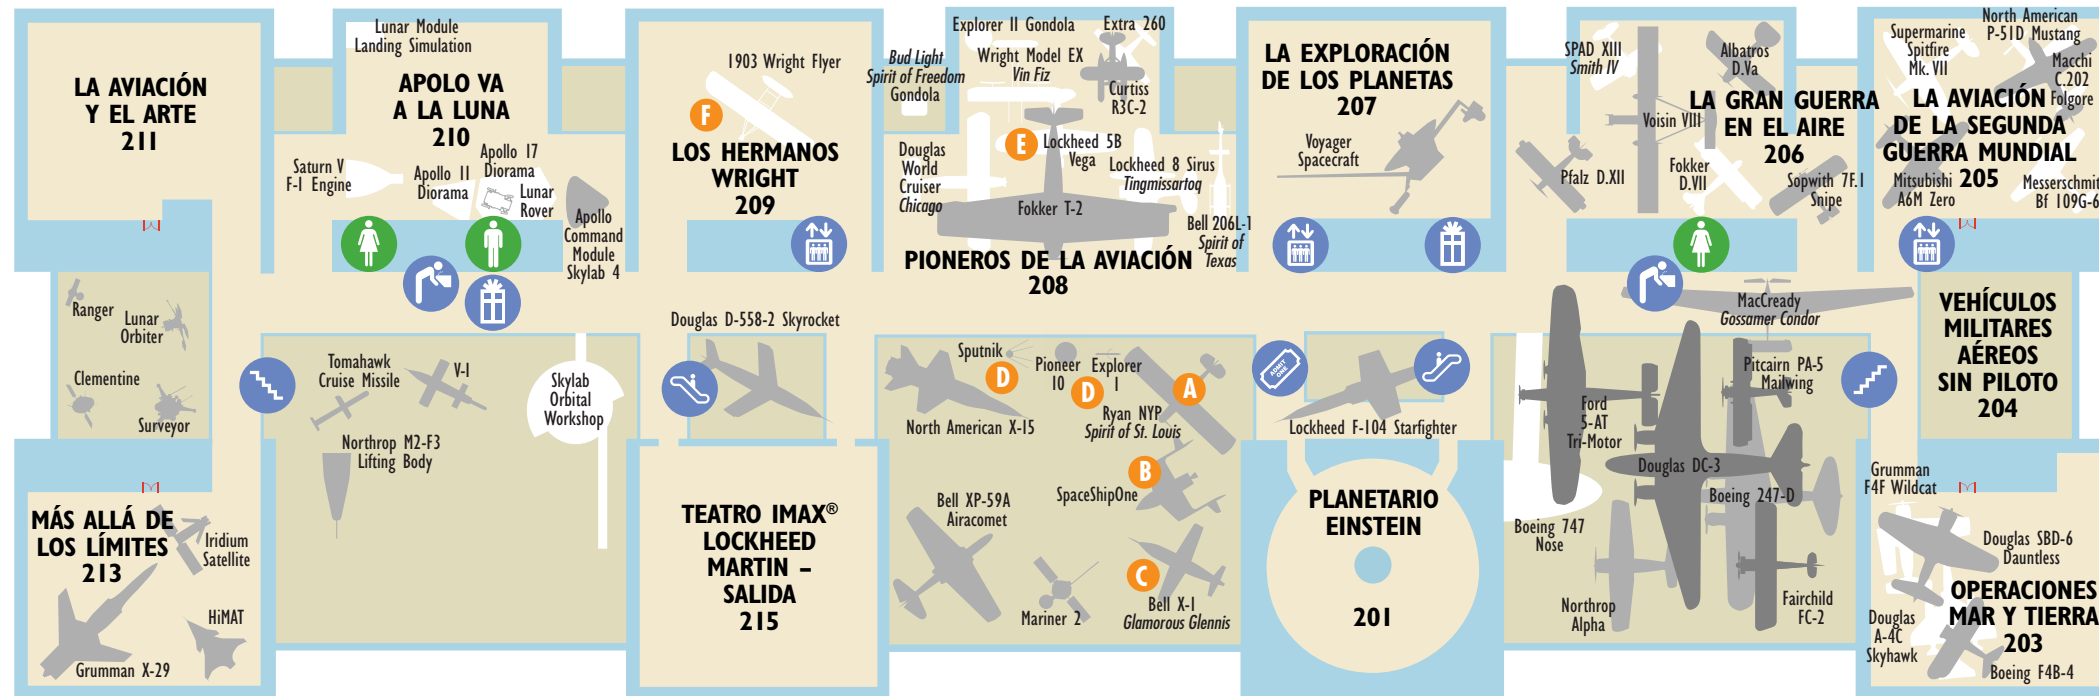 LA AVIACIÓN
Y EL ARTE
211
Lunar Module
Landing Simulation
APOLO VA
A LA LUNA
210
Saturn V
F-1 Engine
Apollo 11
Diorama
Apollo 17
Diorama
Lunar
Rover
Apollo
Command
Module
Skylab 4
1903 Wright Flyer
F
LOS HERMANOS
WRIGHT
209
Bud Light
Spirit of Freedom
Gondola
Explorer II Gondola
Wright Model EX
Vin Fiz
Extra 260
Curtiss
R3C-2
Douglas
World
Cruiser
Chicago
E
Lockheed 5B
Vega
Lockheed 8 Sirus
Tingmissartoq
Fokker T-2
Bell 206L-1
Spirit of
Texas
PIONEROS DE LA AVIACIÓN
208
LA EXPLORACIÓN
DE LOS PLANETAS
207
Voyager
Spacecraft
SPAD XIII
Smith IV
Albatros
D.Va
Voisin VIII
LA GRAN GUERRA
EN EL AIRE
206
Pfalz D.XII
Fokker
D.VII
Sopwith 7F.1
Snipe
Supermarine
Spitfire
Mk. VII
North American
P-51D Mustang
Macchi
C.202
Folgore
LA AVIACIÓN
DE LA SEGUNDA
GUERRA MUNDIAL
205
Mitsubishi
A6M Zero
Messerschmit
Bf 109G-6
Ranger
Lunar
Orbiter
Clementine
Surveyor
Tomahawk
Cruise Missile
V-1
Northrop M2-F3
Lifting Body
Skylab
Orbital
Workshop
Douglas D-558-2 Skyrocket
Sputnik
D
Pioneer
10
D
Explorer
1
A
Ryan NYP
Spirit of St. Louis
North American X-15
B
SpaceShipOne
Bell XP-59A
Airacomet
Mariner 2
C
Bell X-1
Glamorous Glennis
ADMIT
ONE
Lockheed F-104 Starfighter
MacCready
Gossamer Condor
Pitcairn PA-5
Mailwing
Ford
5-AT
Tri-Motor
Douglas DC-3
Boeing 247-D
Boeing 747
Nose
Northrop
Alpha
Fairchild
FC-2
VEHÍCULOS
MILITARES
AÉREOS
SIN PILOTO
204
MÁS ALLÁ DE
LOS LÍMITES
213
Iridium
Satellite
HiMAT
Grumman X-29
TEATRO IMAX®
LOCKHEED
MARTIN –
SALIDA
215
PLANETARIO
EINSTEIN
201
Grumman
F4F Wildcat
Douglas SBD-6
Dauntless
OPERACIONES
MAR Y TIERRA
203
Douglas
A-4C
Skyhawk
Boeing F4B-4